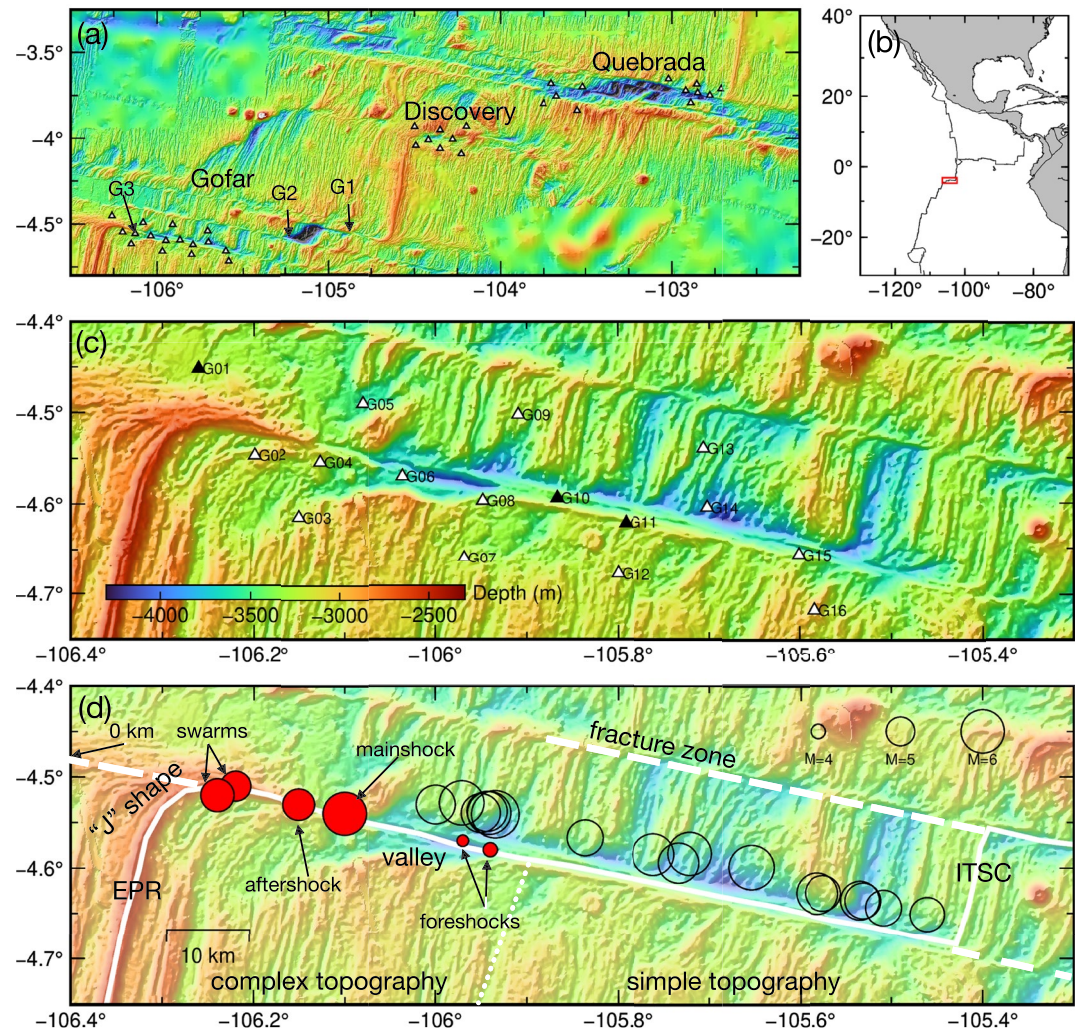 (a)
−3.5°
−4°
−4.5°
Quebrada
Discovery
Gofar
G3
G2
G1
−106
−105
−104
−103
(b)
40°
20°
0°
−20°
−120°
−100°
−80°
−4.4°
−4.5°
−4.6°
−4.7°
(c)
G01
G05
G09
G02
G04
G13
G06
G08
G10
G14
G03
G11
G07
G12
G15
G16
Depth (m)
−4000
−3500
−3000
−2500
−106.4
−106.2
−106
−105.8
−105.6
−105.4
−4.4°
−4.5°
−4.6°
−4.7°
(d)
0 km
swarms
mainshock
fracture zone
M=4
M=5
M=6
“J” shape
valley
EPR
aftershock
foreshocks
ITSC
10 km
complex topography
simple topography
−106.4
−106.2
−106
−105.8
−105.6
−105.4